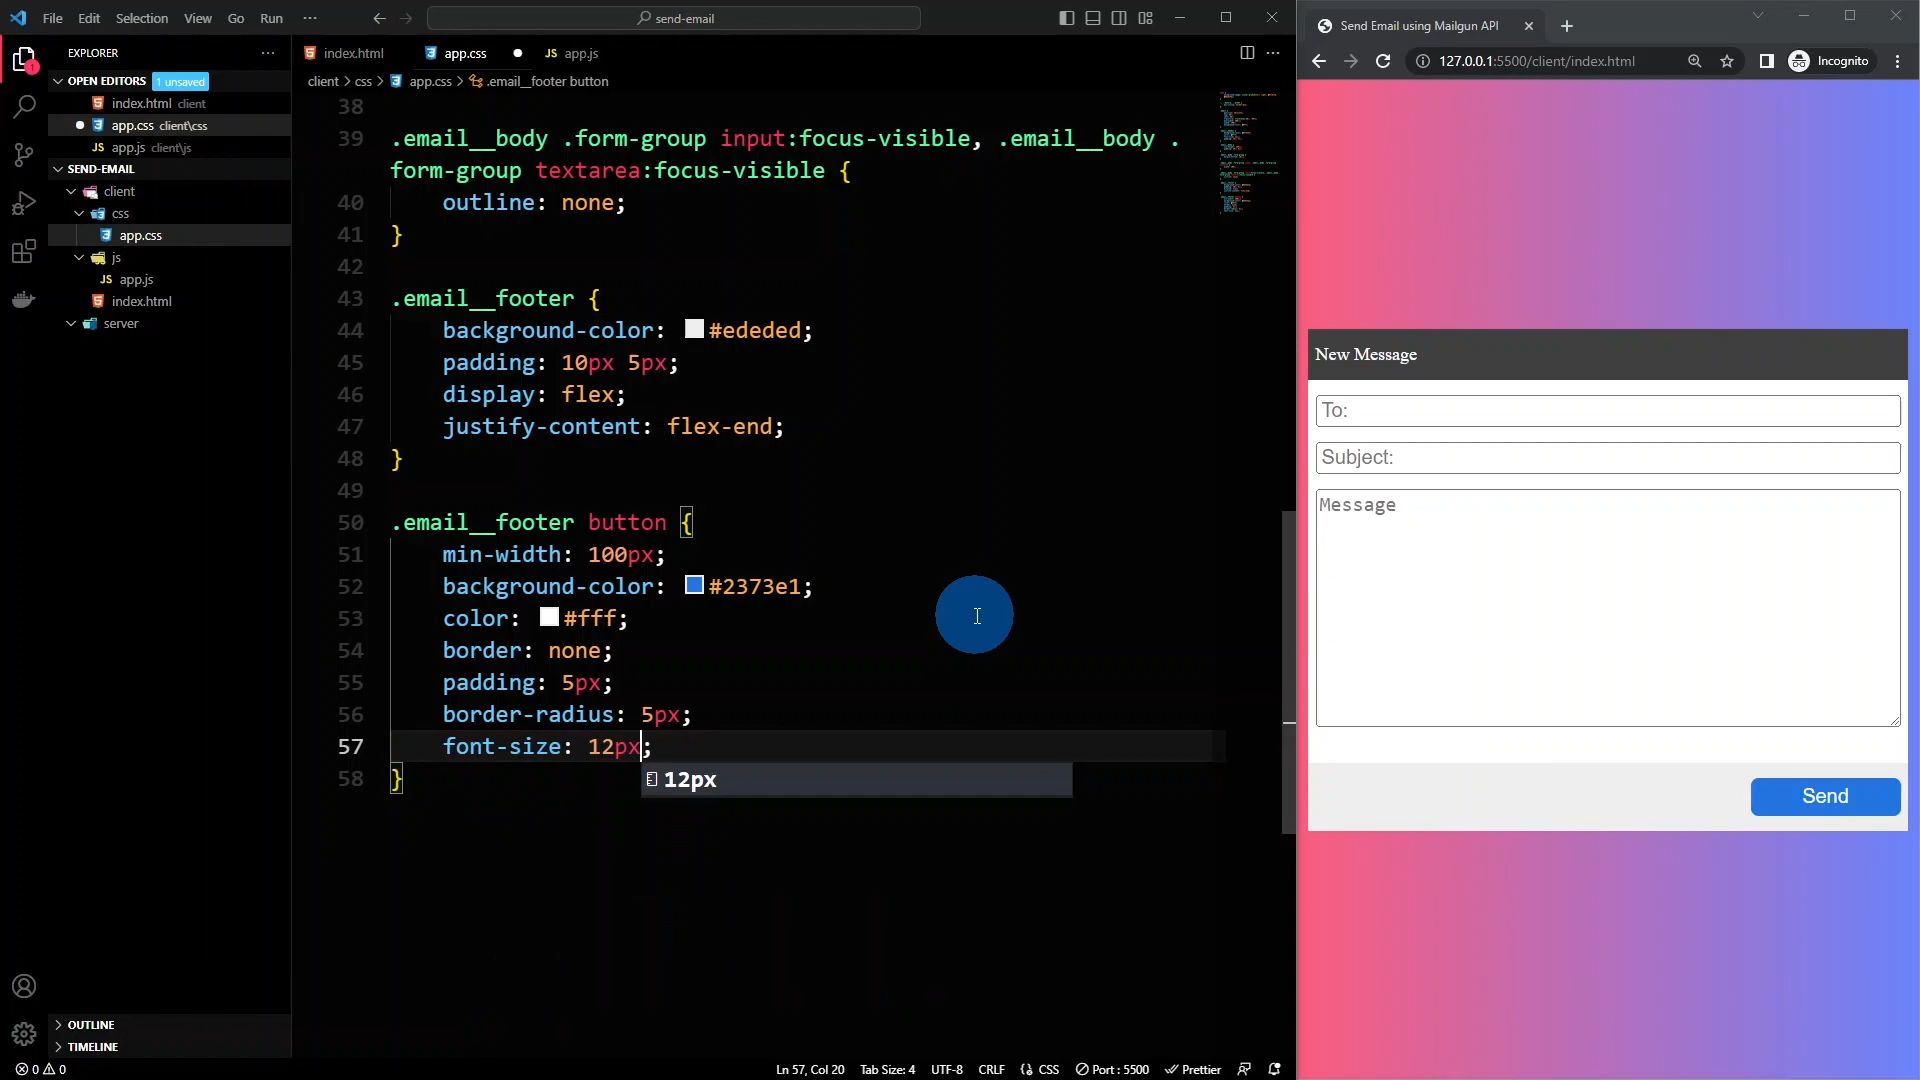 File Edit Selection View Go Run ··· send-email
EXPLORER ···
OPEN EDITORS 1 unsaved
index.html client
app.css client\css
JS app.js client\js
SEND-EMAIL
client
css
app.css
js
JS app.js
index.html
server
OUTLINE
TIMELINE
index.html app.css JS app.js
client > css > app.css > .email__footer button
38
39 .email__body .form-group input:focus-visible, .email__body .
form-group textarea:focus-visible {
40 outline: none;
41 }
42
43 .email__footer {
44 background-color: #ededed;
45 padding: 10px 5px;
46 display: flex;
47 justify-content: flex-end;
48 }
49
50 .email__footer button {
51 min-width: 100px;
52 background-color: #2373e1;
53 color: #fff;
54 border: none;
55 padding: 5px;
56 border-radius: 5px;
57 font-size: 12px;
58 }
12px
0 0 Ln 57, Col 20 Tab Size: 4 UTF-8 CRLF {} CSS Port : 5500 Prettier
Send Email using Mailgun API
127.0.0.1:5500/client/index.html Incognito
New Message
To:
Subject:
Message
Send